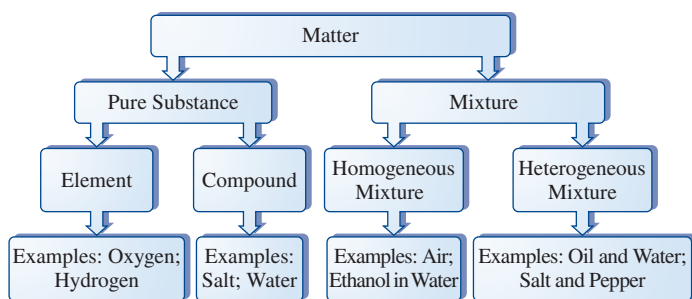 Matter
Pure Substance
Mixture
Element
Compound
Homogeneous
Mixture
Heterogeneous
Mixture
Examples: Oxygen;
Hydrogen
Examples:
Salt; Water
Examples: Air;
Ethanol in Water
Examples: Oil and Water;
Salt and Pepper